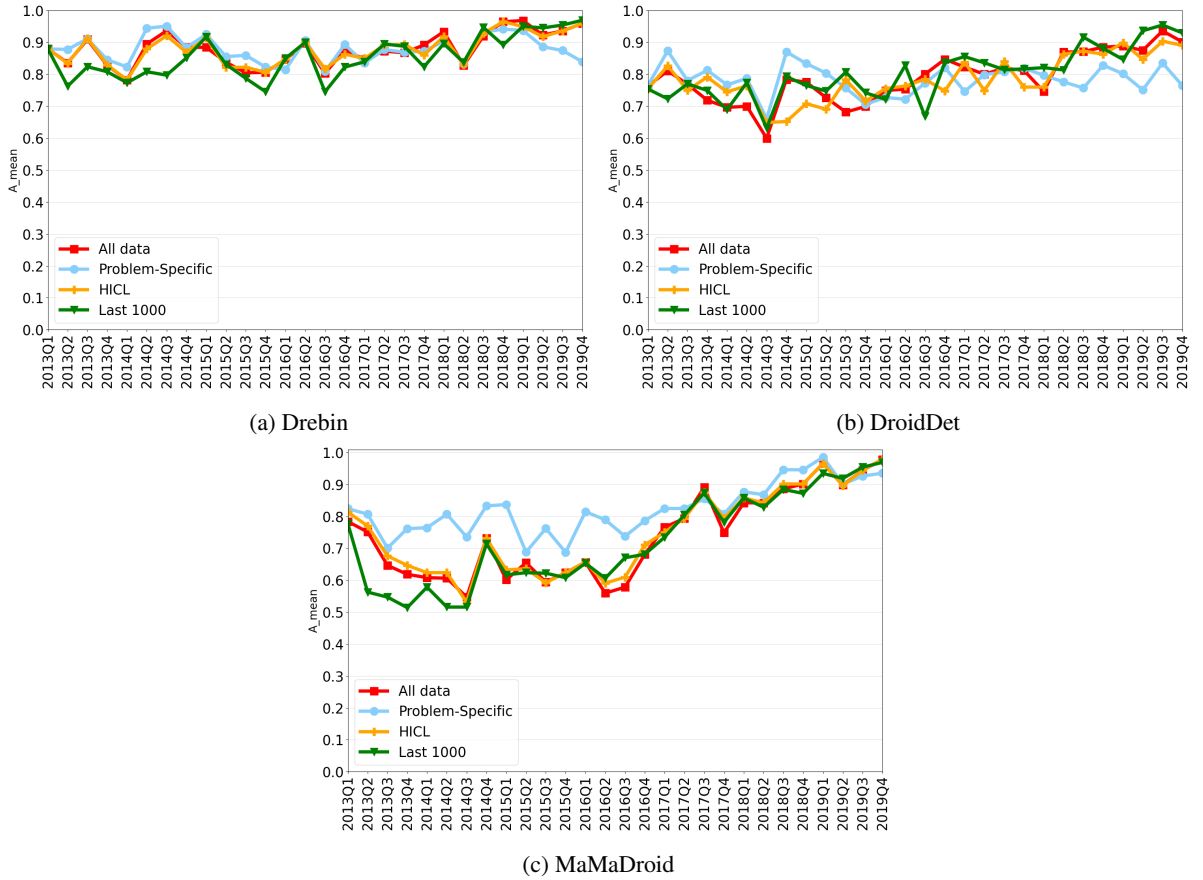 1.0
0.9
0.8
0.7
0.6
0.5
0.4
0.3
0.2
0.1
0.0
A_mean
All data
Problem-Specific
HICL
Last 1000
2013Q1
2013Q2
2013Q3
2013Q4
2014Q1
2014Q2
2014Q3
2014Q4
2015Q1
2015Q2
2015Q3
2015Q4
2016Q1
2016Q2
2016Q3
2016Q4
2017Q1
2017Q2
2017Q3
2017Q4
2018Q1
2018Q2
2018Q3
2018Q4
2019Q1
2019Q2
2019Q3
2019Q4
(a) Drebin
1.0
0.9
0.8
0.7
0.6
0.5
0.4
0.3
0.2
0.1
0.0
A_mean
All data
Problem-Specific
HICL
Last 1000
2013Q1
2013Q2
2013Q3
2013Q4
2014Q1
2014Q2
2014Q3
2014Q4
2015Q1
2015Q2
2015Q3
2015Q4
2016Q1
2016Q2
2016Q3
2016Q4
2017Q1
2017Q2
2017Q3
2017Q4
2018Q1
2018Q2
2018Q3
2018Q4
2019Q1
2019Q2
2019Q3
2019Q4
(b) DroidDet
1.0
0.9
0.8
0.7
0.6
0.5
0.4
0.3
0.2
0.1
0.0
A_mean
All data
Problem-Specific
HICL
Last 1000
2013Q1
2013Q2
2013Q3
2013Q4
2014Q1
2014Q2
2014Q3
2014Q4
2015Q1
2015Q2
2015Q3
2015Q4
2016Q1
2016Q2
2016Q3
2016Q4
2017Q1
2017Q2
2017Q3
2017Q4
2018Q1
2018Q2
2018Q3
2018Q4
2019Q1
2019Q2
2019Q3
2019Q4
(c) MaMaDroid